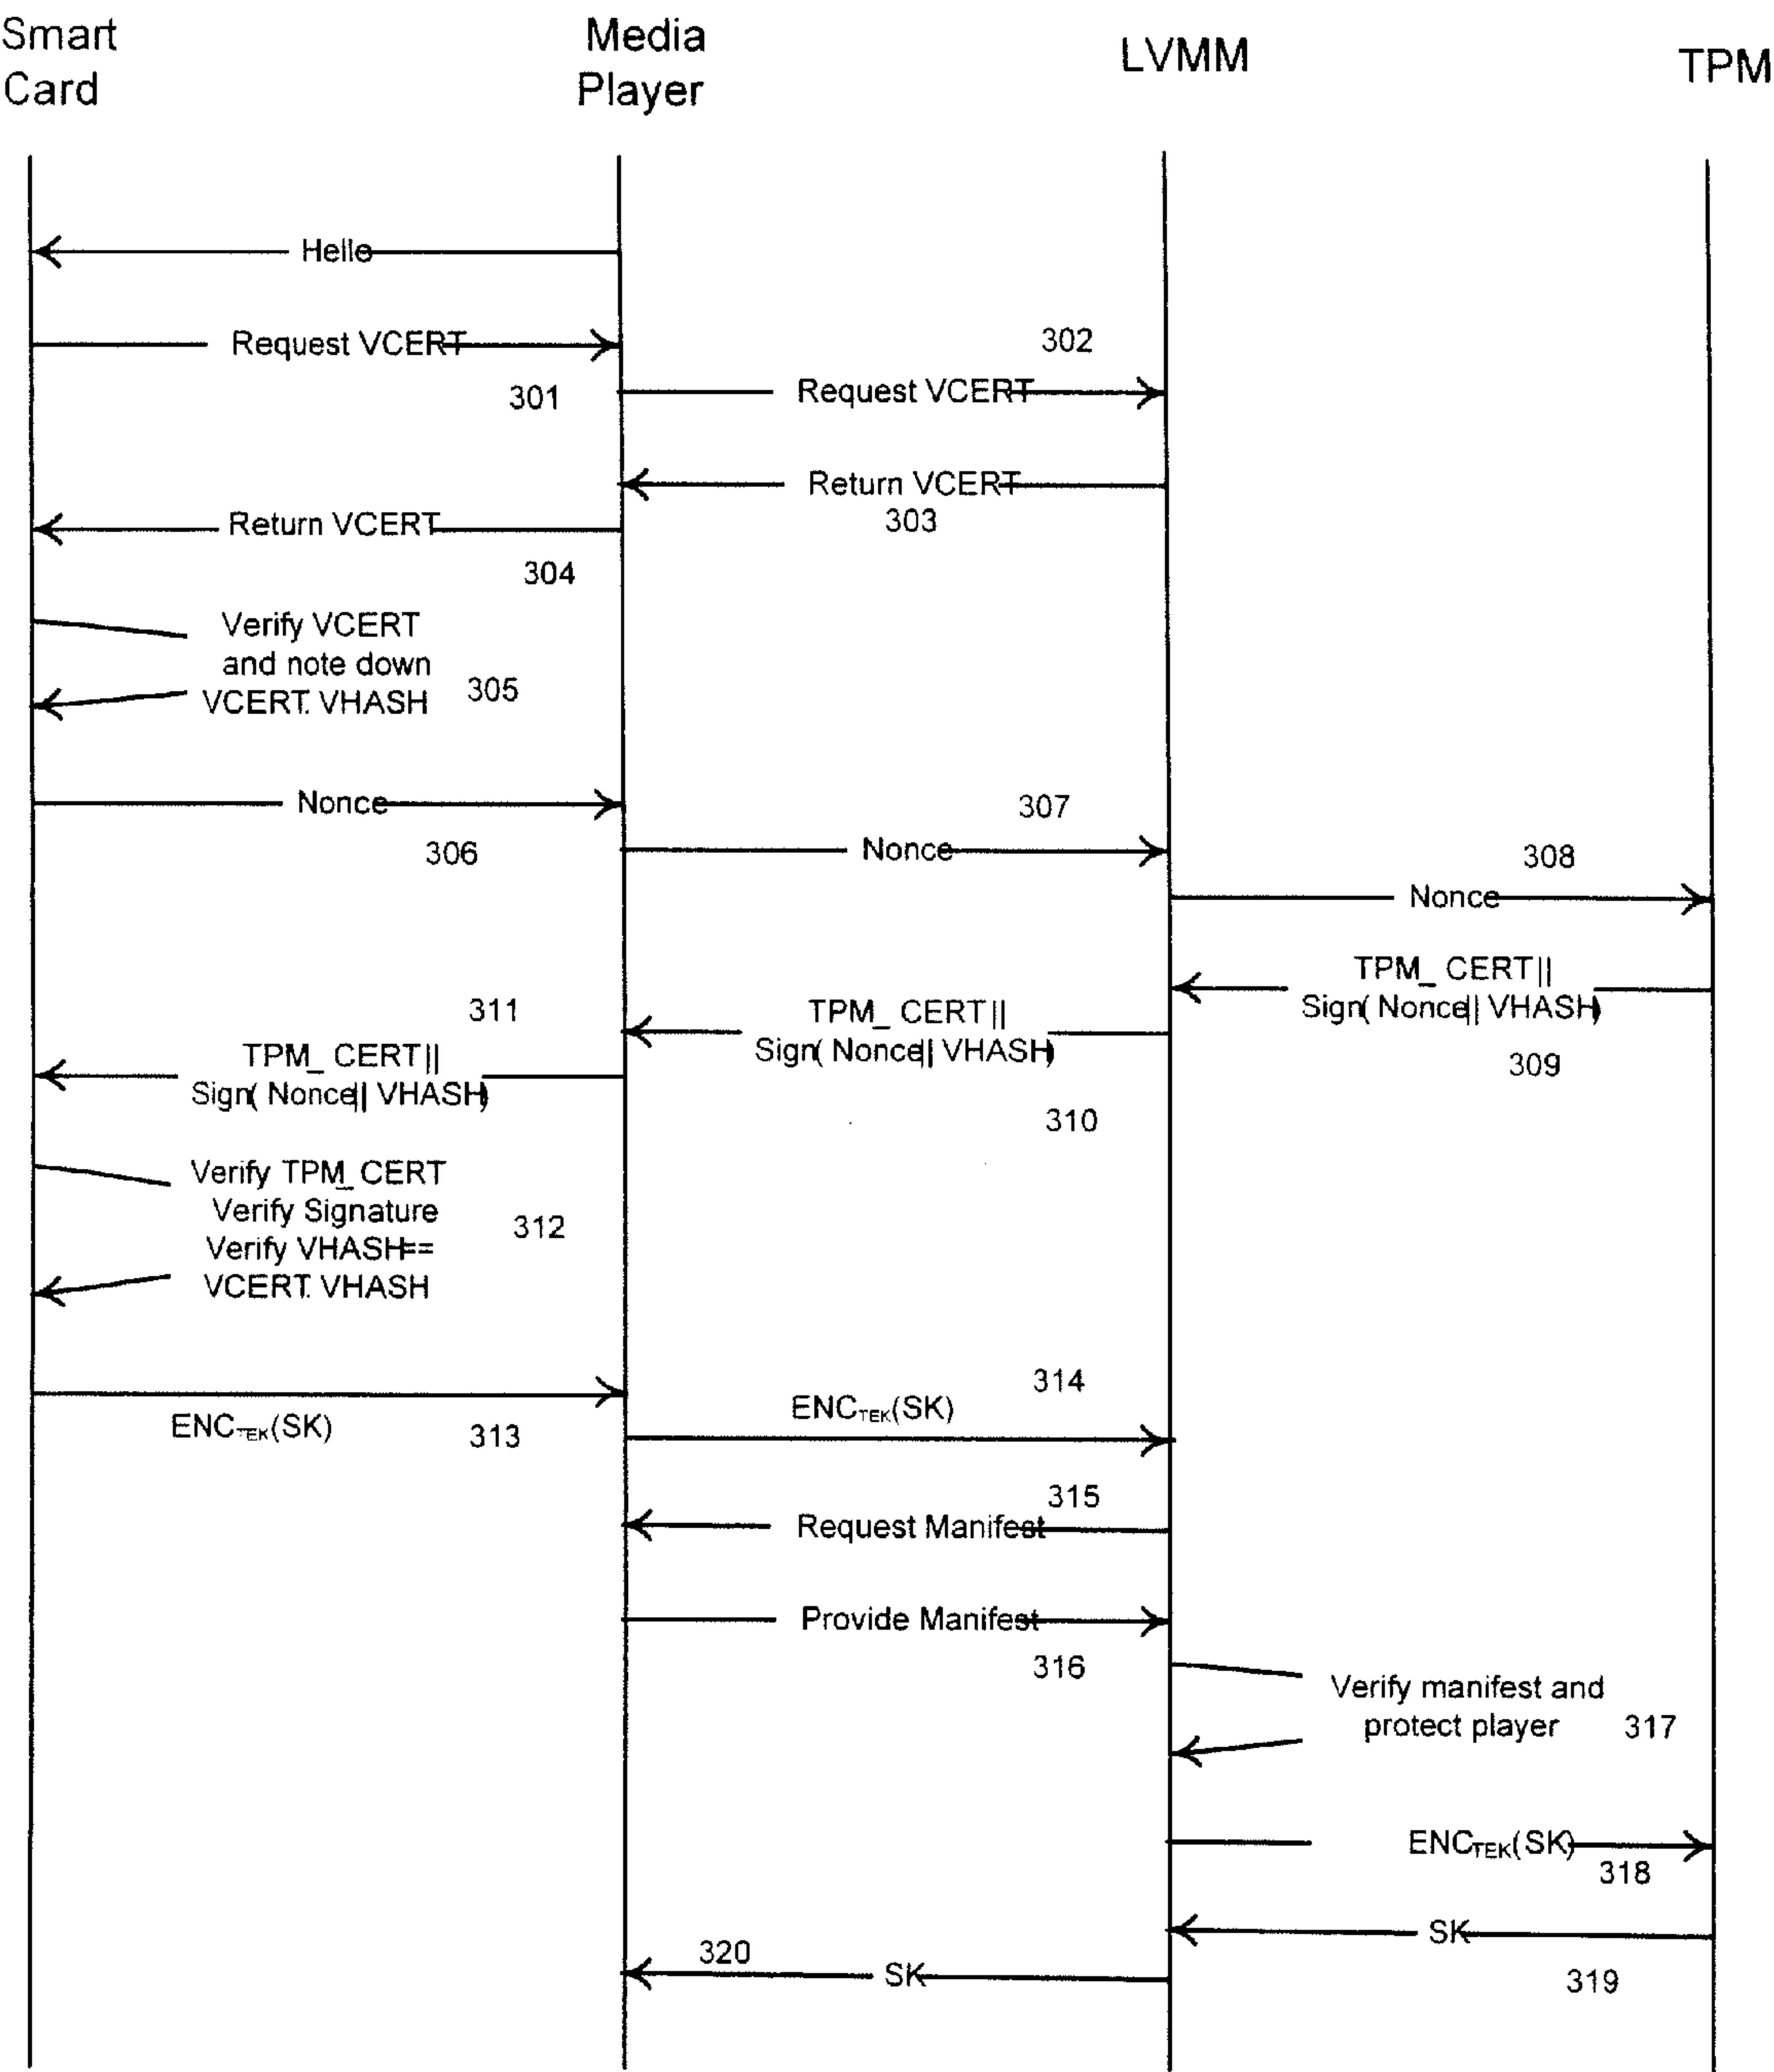 Smart
Card
Media
Player
LVMM
TPM
Hello
Request VCERT
302
301
Request VCERT
Return VCERT
303
Return VCERT
304
Verify VCERT
and note down
VCERT. VHASH
305
Nonce
307
306
Nonce
308
Nonce
TPM_ CERT||
Sign( Nonce|| VHASH)
309
TPM_ CERT||
Sign( Nonce|| VHASH)
310
311
TPM_ CERT||
Sign( Nonce|| VHASH)
Verify TPM_ CERT
Verify Signature
Verify VHASH==
VCERT. VHASH
312
ENCTEK(SK)
313
314
ENCTEK(SK)
315
Request Manifest
Provide Manifest
316
Verify manifest and
protect player
317
ENCTEK(SK)
318
SK
319
320
SK